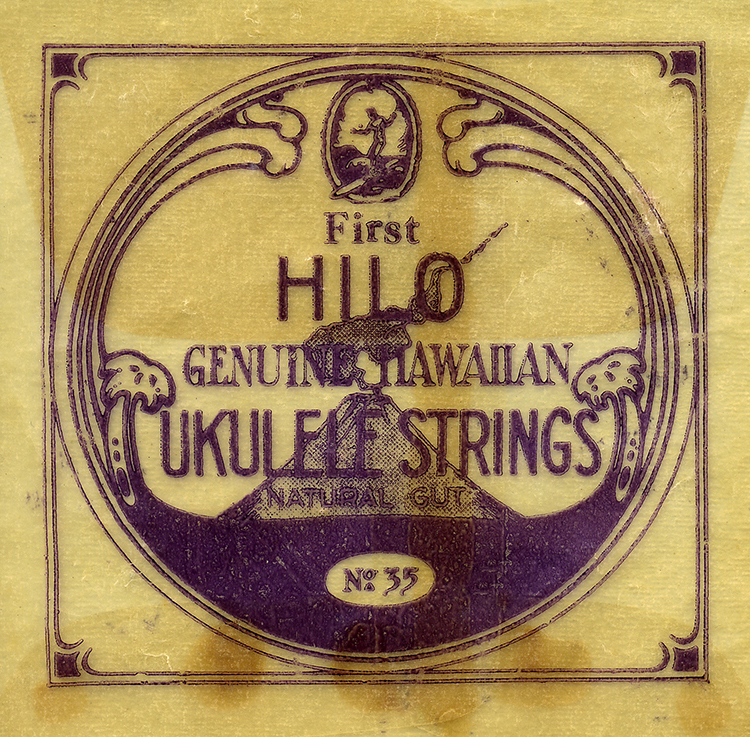 First
HILO
GENUINE HAWAIIAN
UKULELE STRINGS
NATURAL GUT
No. 35